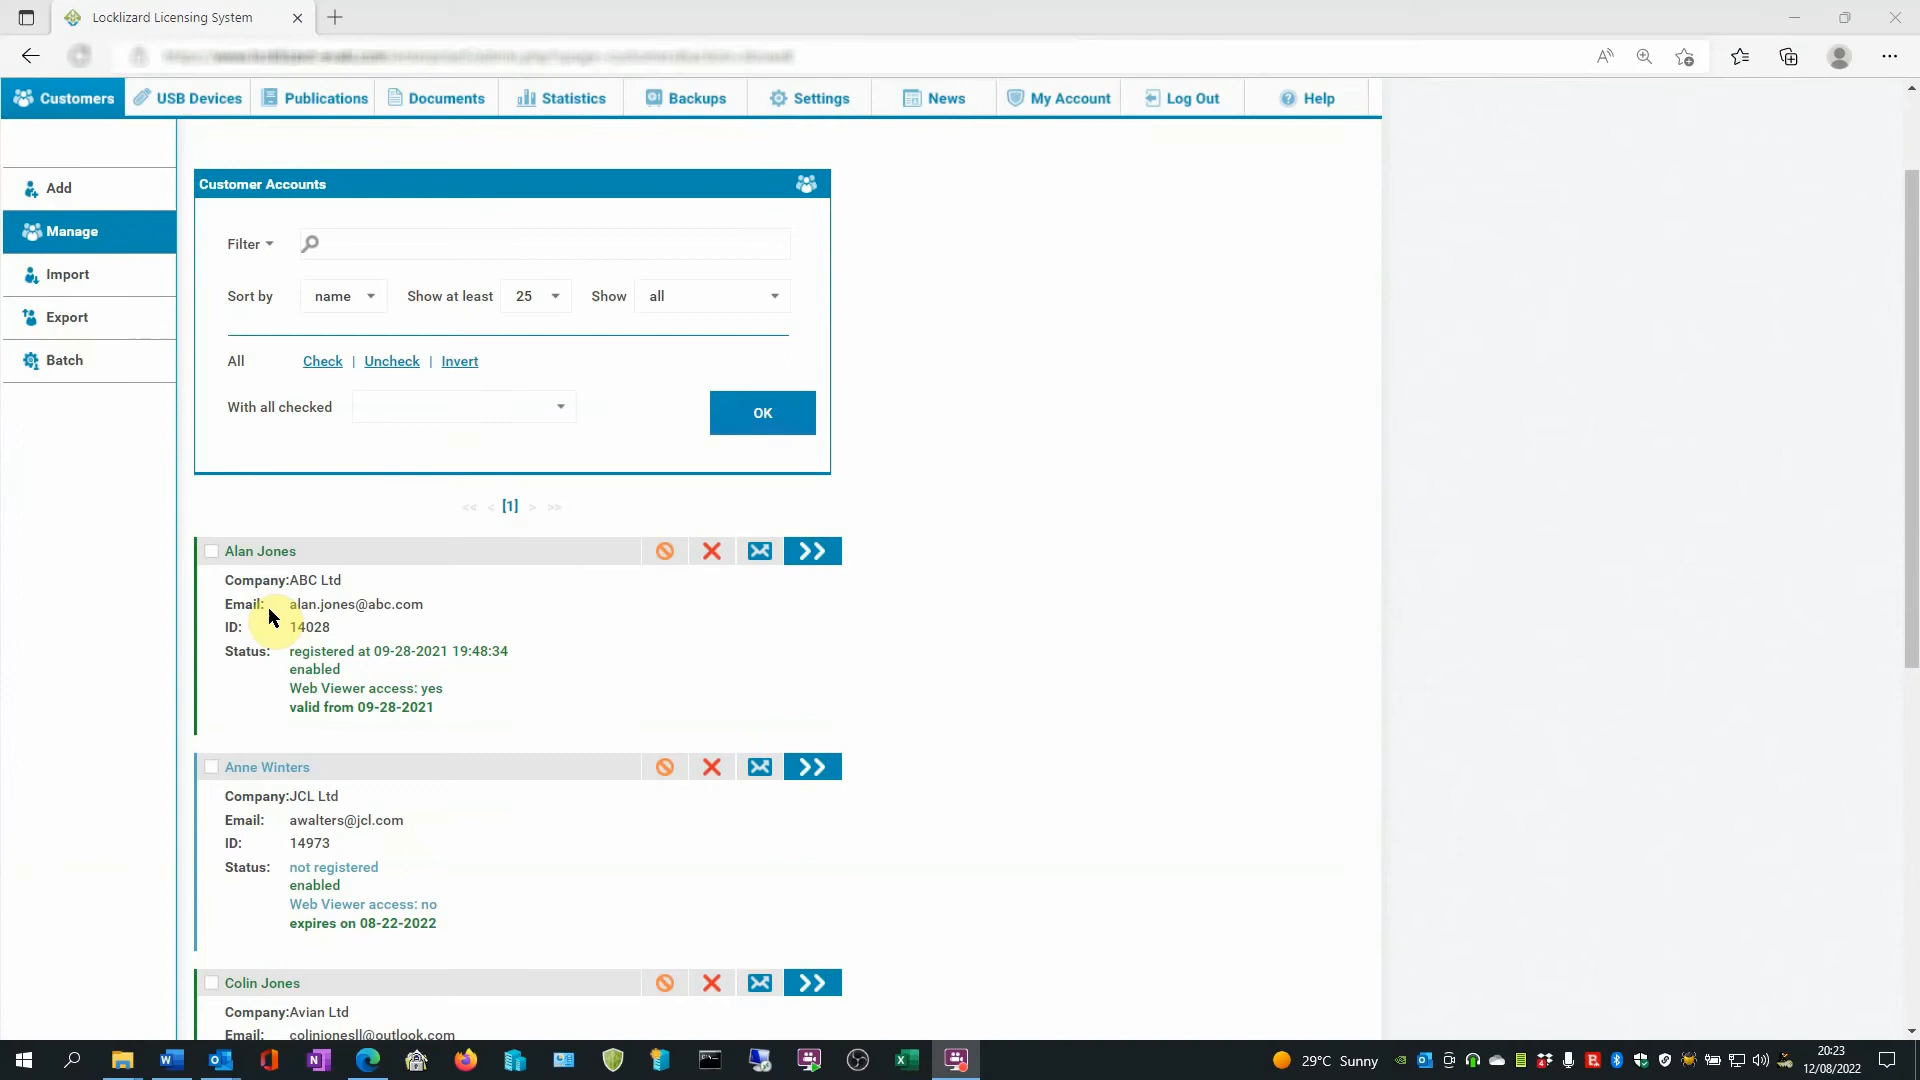 Locklizard Licensing System
Customers USB Devices Publications Documents Statistics Backups Settings News My Account Log Out Help
Add
Manage
Import
Export
Batch
Customer Accounts
Filter
Sort by name Show at least 25 Show all
All Check | Uncheck | Invert
With all checked OK
<< < [1] > >>
Alan Jones
Company:ABC Ltd
Email: alan.jones@abc.com
ID: 14028
Status: registered at 09-28-2021 19:48:34
enabled
Web Viewer access: yes
valid from 09-28-2021
Anne Winters
Company:JCL Ltd
Email: awalters@jcl.com
ID: 14973
Status: not registered
enabled
Web Viewer access: no
expires on 08-22-2022
Colin Jones
Company:Avian Ltd
Email: colinjonesll@outlook.com
29°C Sunny
20:23
12/08/2022